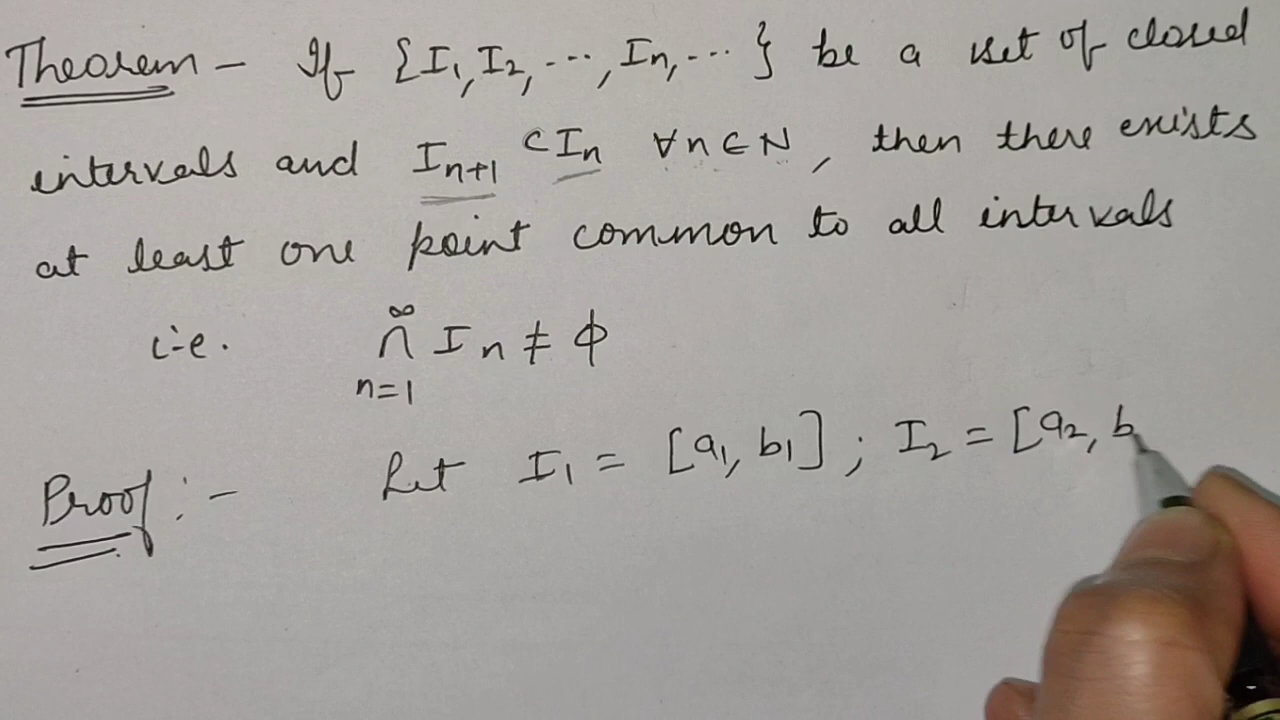 Theorem - If {I₁, I₂, ..., Iₙ, ...} be a set of closed
intervals and Iₙ₊₁ ⊂ Iₙ ∀ n ∈ N, then there exists
at least one point common to all intervals
i.e. ∞∩n=1 Iₙ ≠ ϕ
Proof :- Let I₁ = [a₁, b₁] ; I₂ = [a₂, b